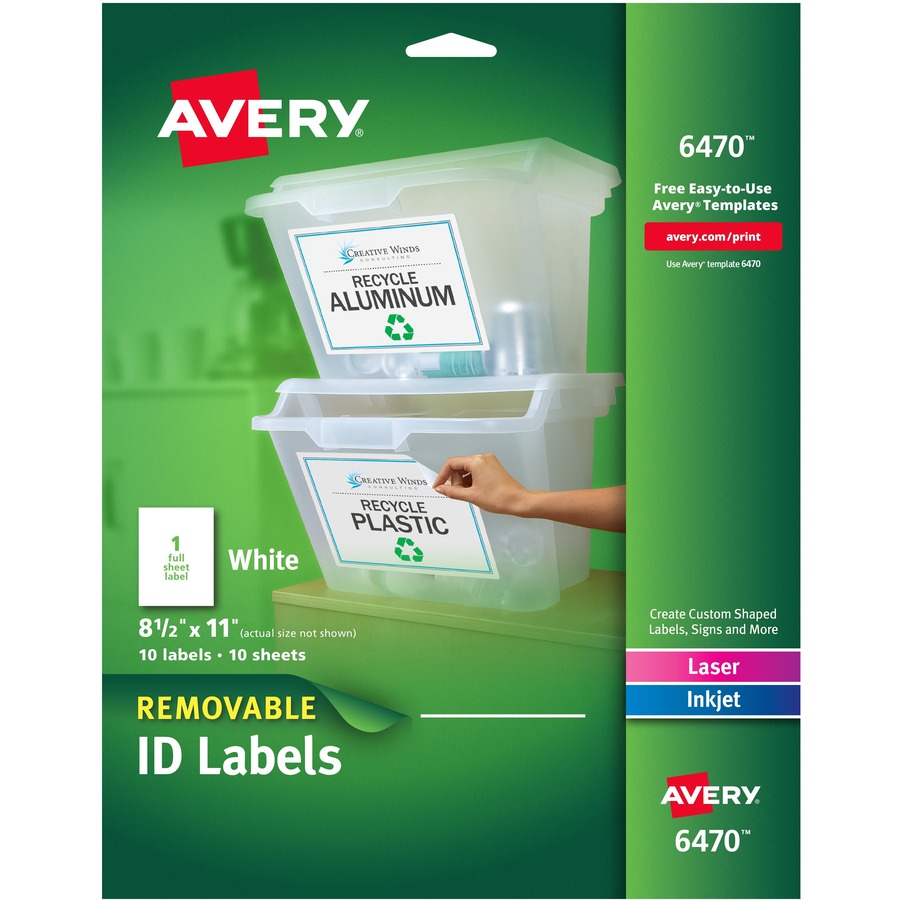 AVERY®
6470™
Free Easy-to-Use
Avery® Templates
avery.com/print
Use Avery® template 6470
CREATIVE WINDS
CONSULTING
RECYCLE
ALUMINUM
CREATIVE WINDS
CONSULTING
RECYCLE
PLASTIC
1
full
sheet
label
White
8 1/2" x 11" (actual size not shown)
10 labels • 10 sheets
Create Custom Shaped
Labels, Signs and More
Laser
Inkjet
REMOVABLE
ID Labels
AVERY®
6470™